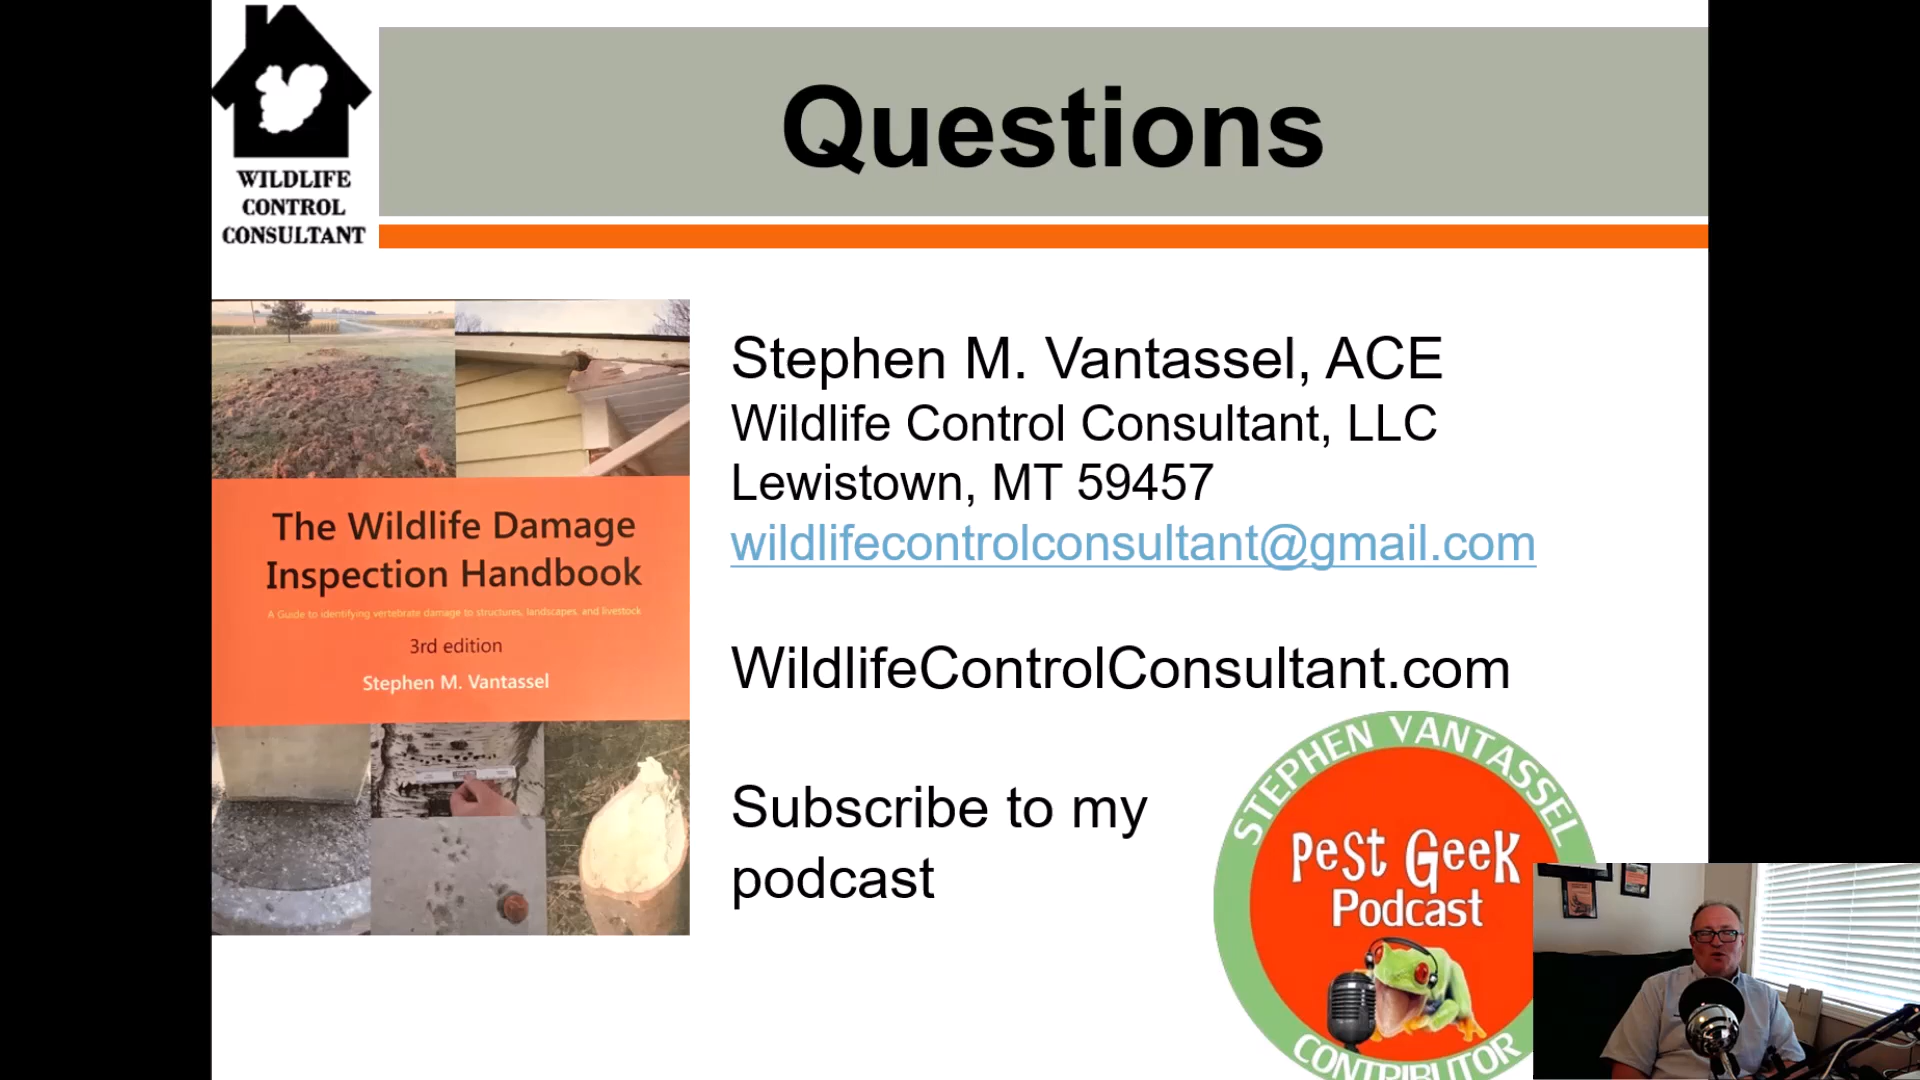 WILDLIFE
CONTROL
CONSULTANT
Questions
The Wildlife Damage
Inspection Handbook
A Guide to identifying vertebrate damage to structures, landscapes, and livestock
3rd edition
Stephen M. Vantassel
Stephen M. Vantassel, ACE
Wildlife Control Consultant, LLC
Lewistown, MT 59457
wildlifecontrolconsultant@gmail.com
WildlifeControlConsultant.com
Subscribe to my
podcast
STEPHEN VANTASSEL
PeST GeeK
Podcast
CONTRIBUTOR